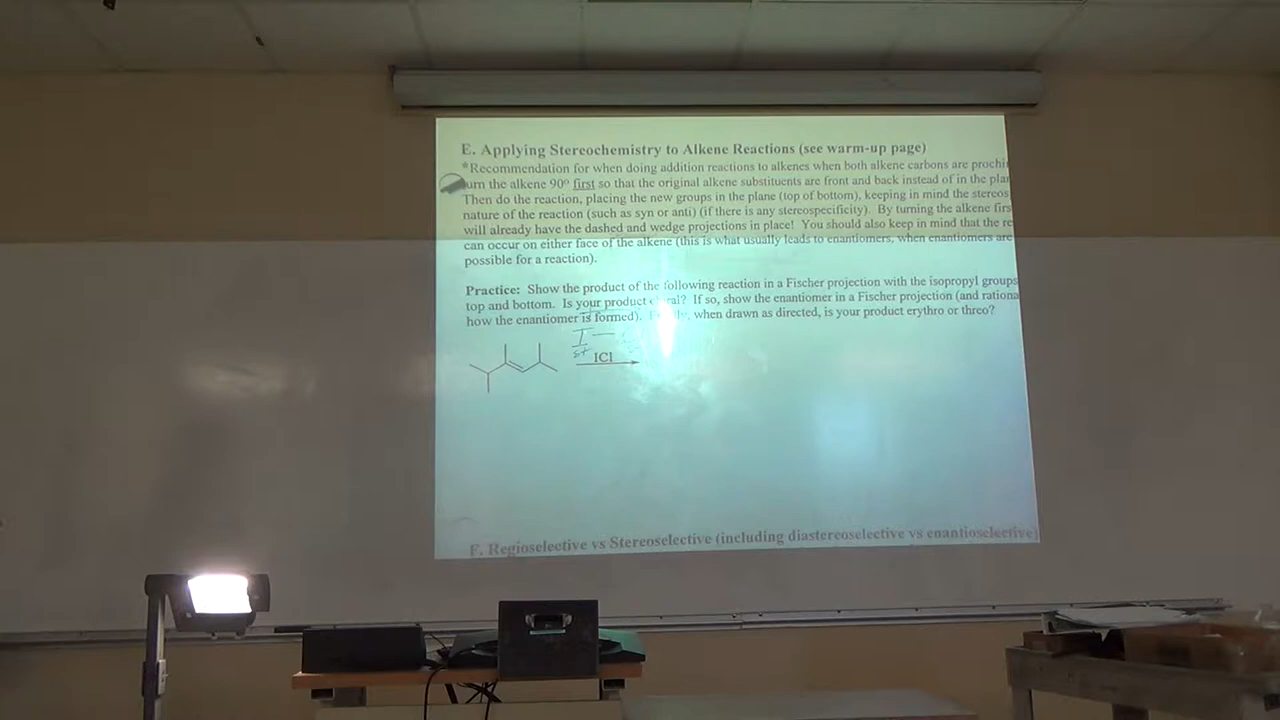 E. Applying Stereochemistry to Alkene Reactions (see warm-up page)
*Recommendation for when doing addition reactions to alkenes when both alkene carbons are prochi
urn the alkene 90° first so that the original alkene substituents are front and back instead of in the plan
Then do the reaction, placing the new groups in the plane (top of bottom), keeping in mind the stereos
nature of the reaction (such as syn or anti) (if there is any stereospecificity). By turning the alkene firs
will already have the dashed and wedge projections in place! You should also keep in mind that the re
can occur on either face of the alkene (this is what usually leads to enantiomers, when enantiomers are
possible for a reaction).
Practice: Show the product of the following reaction in a Fischer projection with the isopropyl groups
top and bottom. Is your product If so, show the enantiomer in a Fischer projection (and rationa
how the enantiomer is formed). when drawn as directed, is your product erythro or threo?
I—
δ+
ICl
F. Regioselective vs Stereoselective (including diastereoselective vs enantioselective)